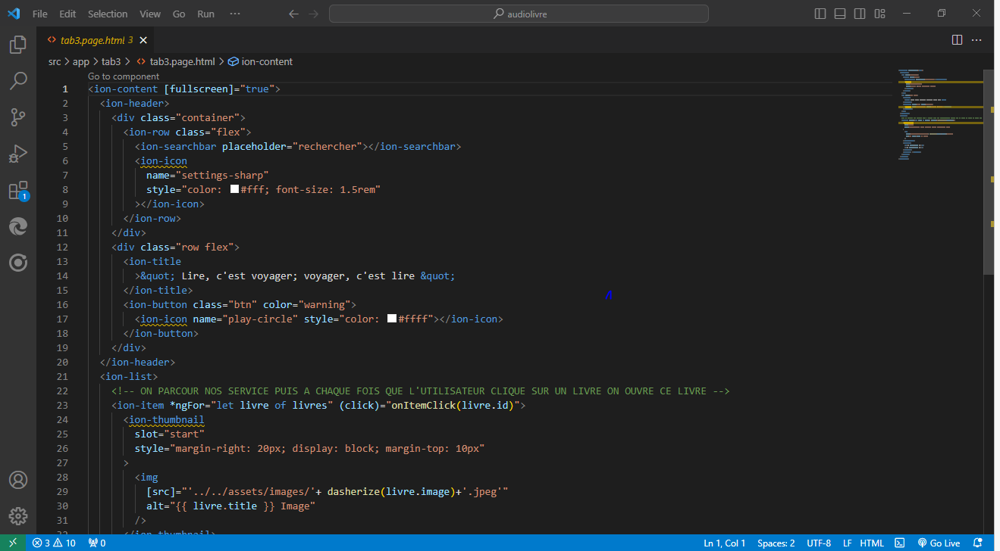 File Edit Selection View Go Run ··· audiolivre
tab3.page.html 3
src > app > tab3 > tab3.page.html > ion-content
Go to component
1 <ion-content [fullscreen]="true">
2 <ion-header>
3 <div class="container">
4 <ion-row class="flex">
5 <ion-searchbar placeholder="rechercher"></ion-searchbar>
6 <ion-icon
7 name="settings-sharp"
8 style="color: #fff; font-size: 1.5rem"
9 ></ion-icon>
10 </ion-row>
11 </div>
12 <div class="row flex">
13 <ion-title
14 >&quot; Lire, c'est voyager; voyager, c'est lire &quot;
15 </ion-title>
16 <ion-button class="btn" color="warning">
17 <ion-icon name="play-circle" style="color: #ffff"></ion-icon>
18 </ion-button>
19 </div>
20 </ion-header>
21 <ion-list>
22 <!-- ON PARCOUR NOS SERVICE PUIS A CHAQUE FOIS QUE L'UTILISATEUR CLIQUE SUR UN LIVRE ON OUVRE CE LIVRE -->
23 <ion-item *ngFor="let livre of livres" (click)="onItemClick(livre.id)">
24 <ion-thumbnail
25 slot="start"
26 style="margin-right: 20px; display: block; margin-top: 10px"
27 >
28 <img
29 [src]="'../../assets/images/'+ dasherize(livre.image)+'.jpeg'"
30 alt="{{ livre.title }} Image"
31 />
32 </ion-thumbnail>
1
3 10 0 Ln 1, Col 1 Spaces: 2 UTF-8 LF HTML Go Live